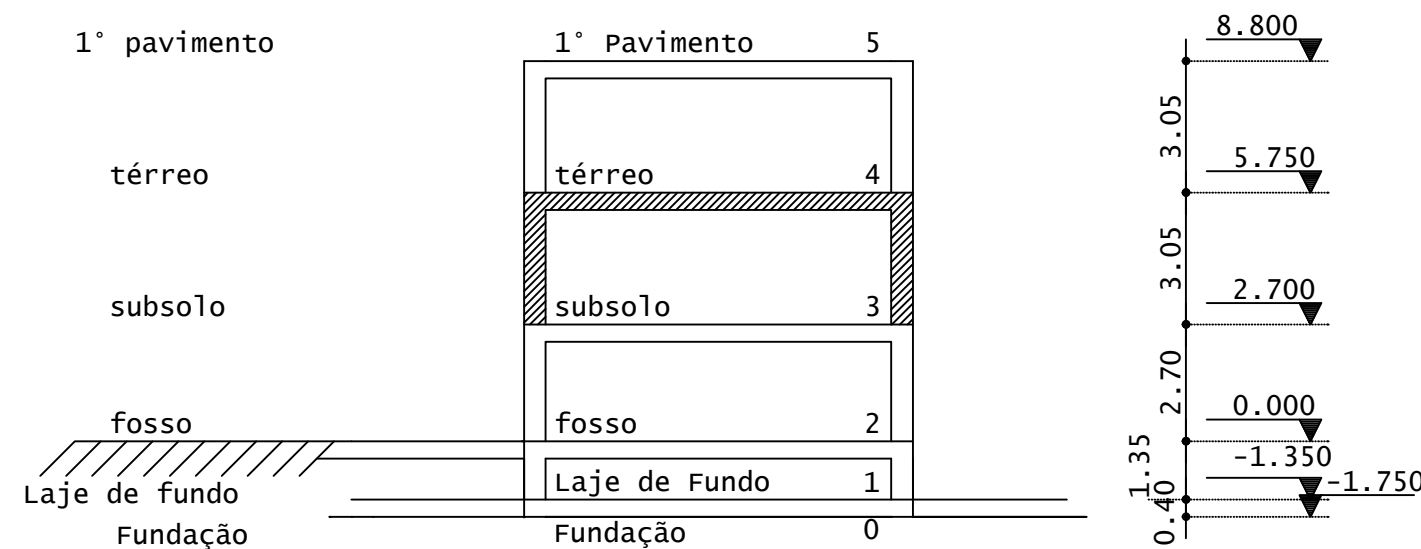 1° pavimento 1° Pavimento 5 8.800
3.05
térreo térreo 4 5.750
3.05
subsolo subsolo 3 2.700
2.70
fosso fosso 2 0.000
1.35 -1.350
Laje de fundo Laje de Fundo 1 -1.750
0.40
Fundação Fundação 0